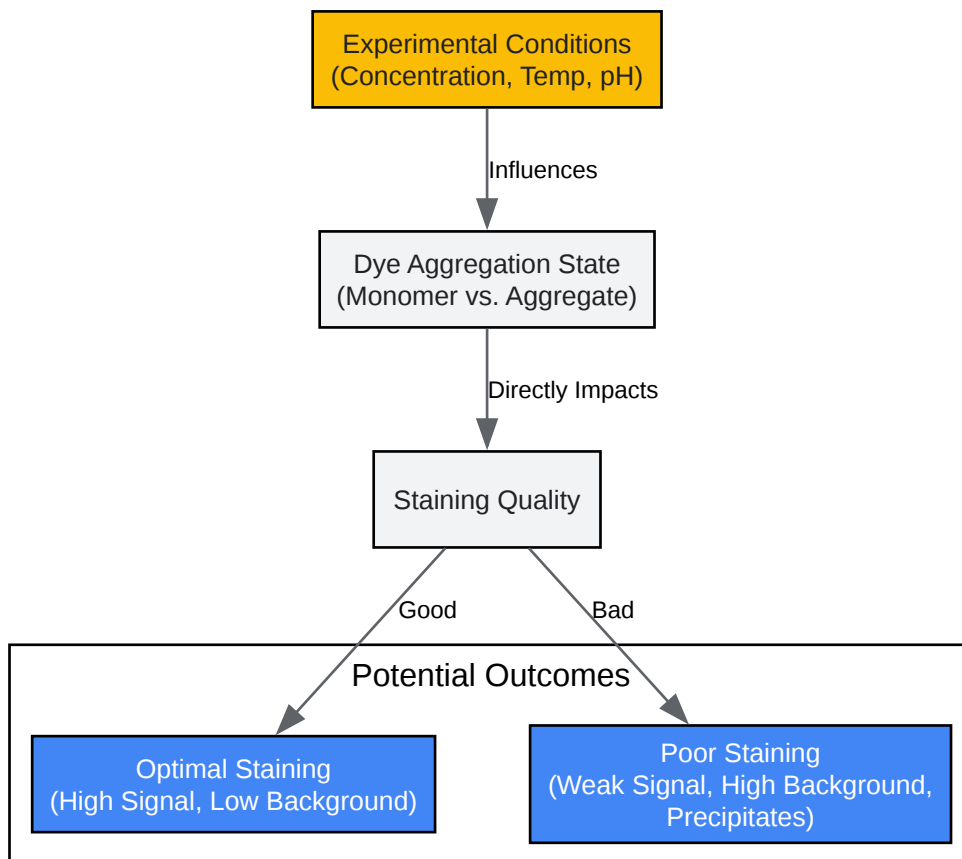 Experimental Conditions
(Concentration, Temp, pH)
Influences
Dye Aggregation State
(Monomer vs. Aggregate)
Directly Impacts
Staining Quality
Good
Bad
Potential Outcomes
Optimal Staining
(High Signal, Low Background)
Poor Staining
(Weak Signal, High Background,
Precipitates)